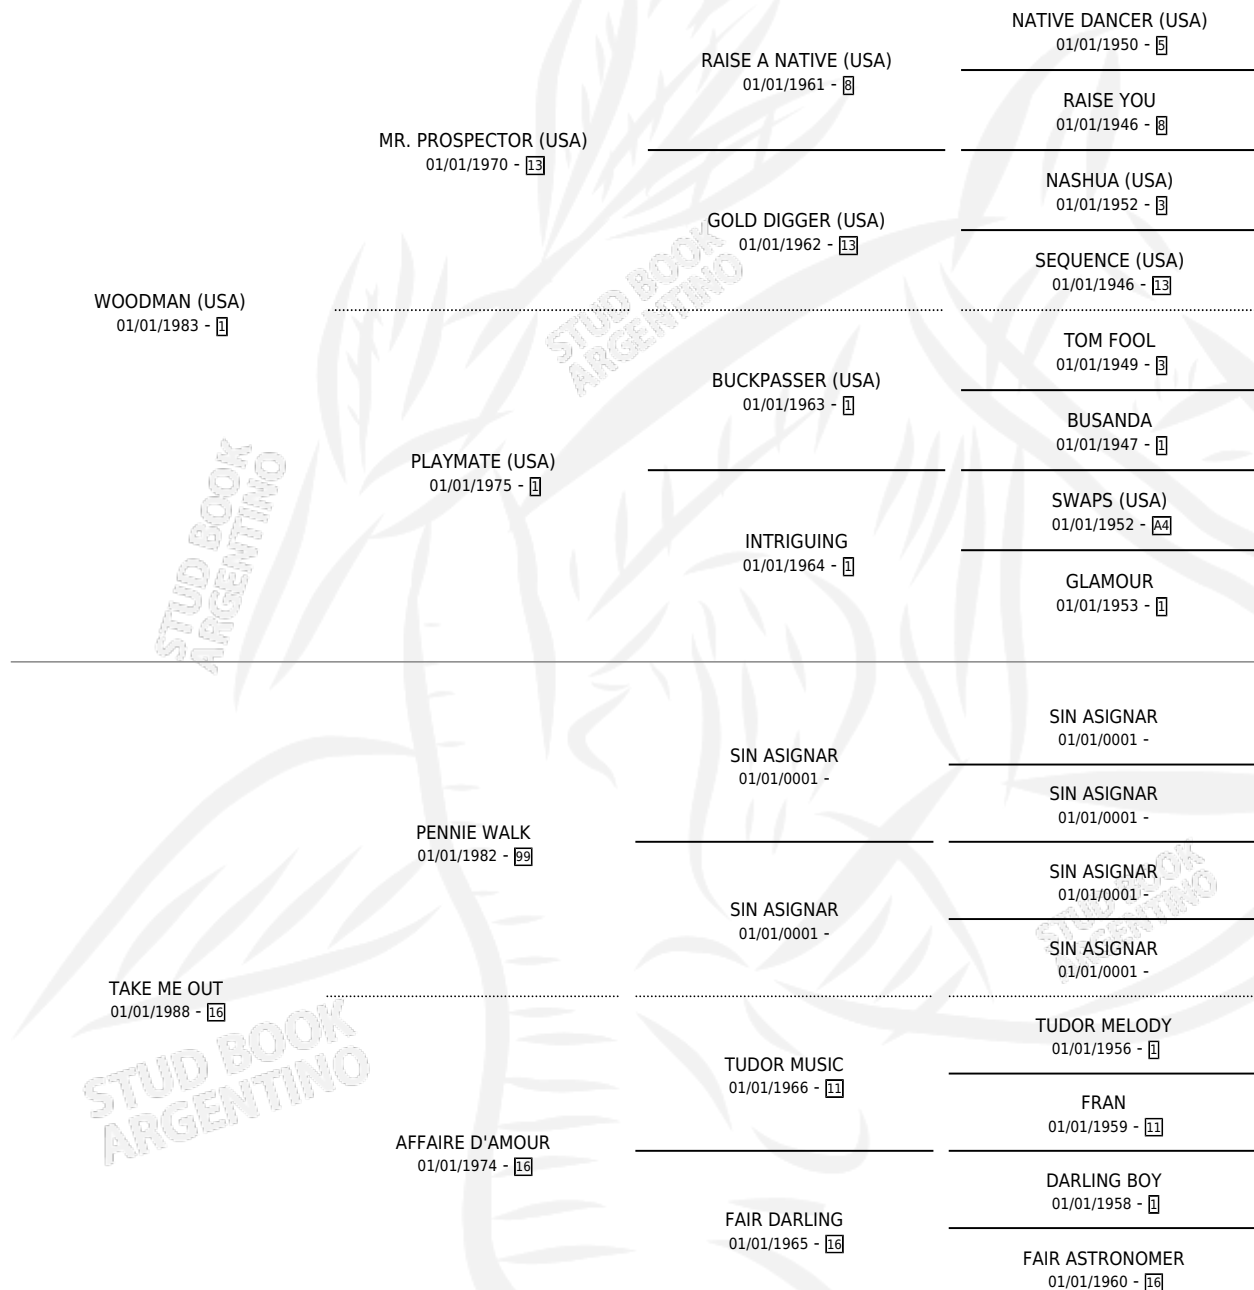 NATIVE DANCER (USA)
01/01/1950 - 5
RAISE A NATIVE (USA)
01/01/1961 - 8
RAISE YOU
01/01/1946 - 8
MR. PROSPECTOR (USA)
01/01/1970 - 13
NASHUA (USA)
01/01/1952 - 3
GOLD DIGGER (USA)
01/01/1962 - 13
SEQUENCE (USA)
01/01/1946 - 13
WOODMAN (USA)
01/01/1983 - 1
TOM FOOL
01/01/1949 - 3
BUCKPASSER (USA)
01/01/1963 - 1
BUSANDA
01/01/1947 - 1
PLAYMATE (USA)
01/01/1975 - 1
SWAPS (USA)
01/01/1952 - A4
INTRIGUING
01/01/1964 - 1
GLAMOUR
01/01/1953 - 1
SIN ASIGNAR
01/01/0001 -
SIN ASIGNAR
01/01/0001 -
SIN ASIGNAR
01/01/0001 -
PENNIE WALK
01/01/1982 - 99
SIN ASIGNAR
01/01/0001 -
SIN ASIGNAR
01/01/0001 -
SIN ASIGNAR
01/01/0001 -
TAKE ME OUT
01/01/1988 - 16
TUDOR MELODY
01/01/1956 - 1
TUDOR MUSIC
01/01/1966 - 11
FRAN
01/01/1959 - 11
AFFAIRE D'AMOUR
01/01/1974 - 16
DARLING BOY
01/01/1958 - 1
FAIR DARLING
01/01/1965 - 16
FAIR ASTRONOMER
01/01/1960 - 16
STUD BOOK
ARGENTINO
STUD BOOK
ARGENTINO
STUD BOOK
ARGENTINO
STUD BOOK
ARGENTINO